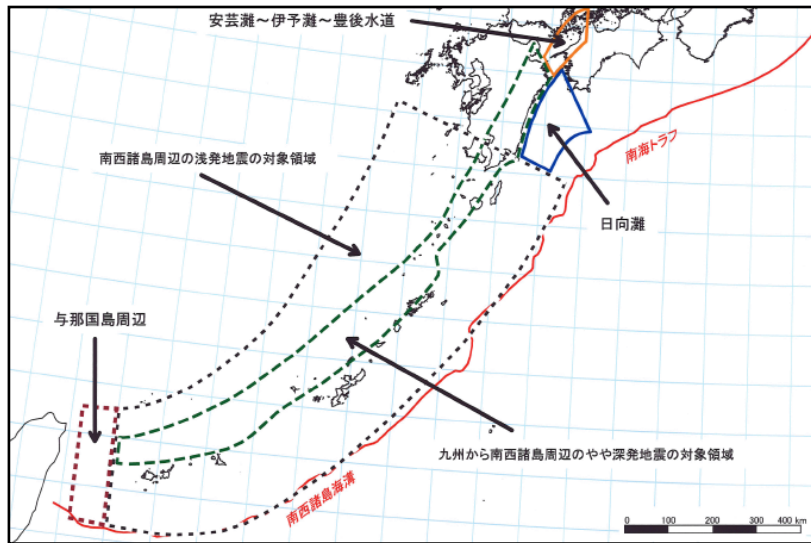 安芸灘~伊予灘~豊後水道
南海トラフ
南西諸島周辺の浅発地震の対象領域
日向灘
与那国島周辺
九州から南西諸島周辺のやや深発地震の対象領域
南西諸島海溝
0 100 200 300 400 km